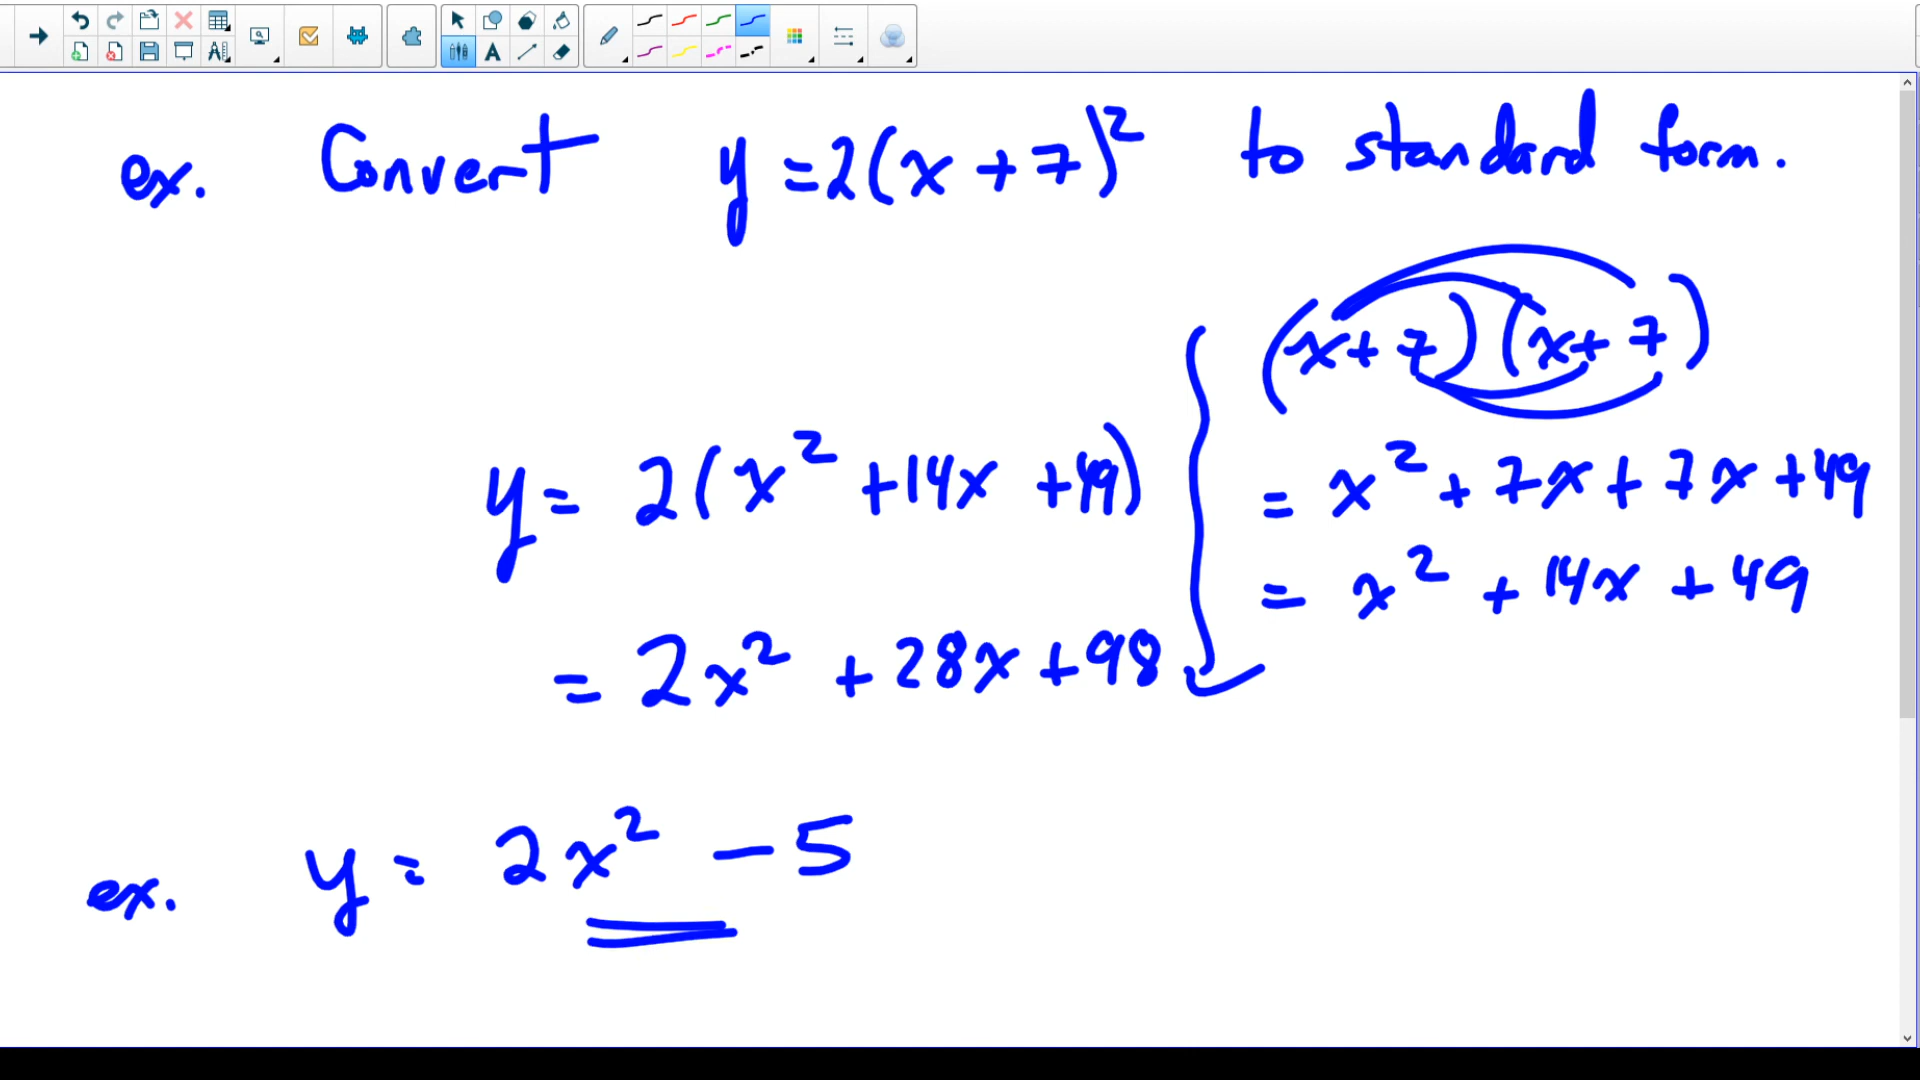 ex. Convert y = 2(x + 7)² to standard form.
(x + 7)(x + 7)
y = 2(x² + 14x + 49)
= x² + 7x + 7x + 49
= x² + 14x + 49
= 2x² + 28x + 98
ex. y = 2x² - 5